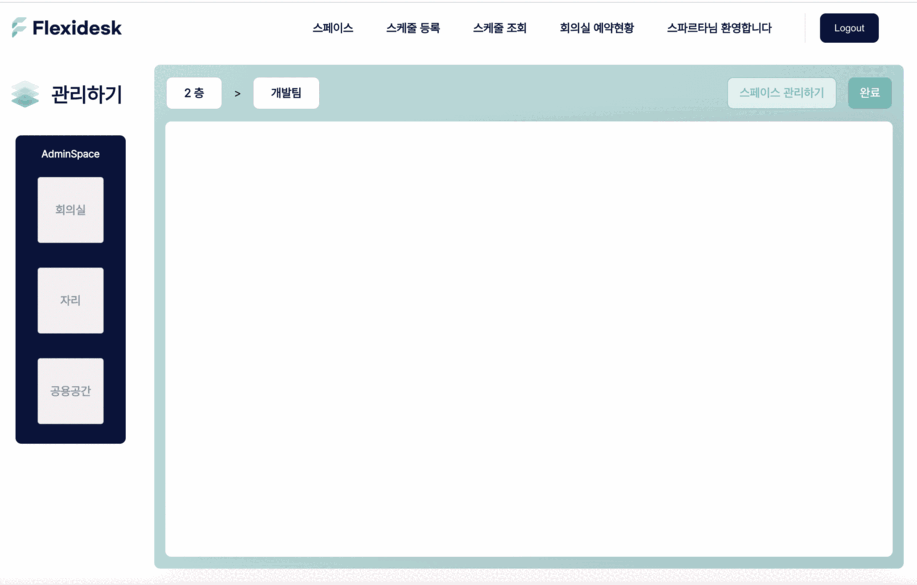 Flexidesk
스페이스 스케줄 등록 스케줄 조회 회의실 예약현황 스파르타님 환영합니다 Logout
관리하기
2 층 > 개발팀 스페이스 관리하기 완료
AdminSpace
회의실
자리
공용공간